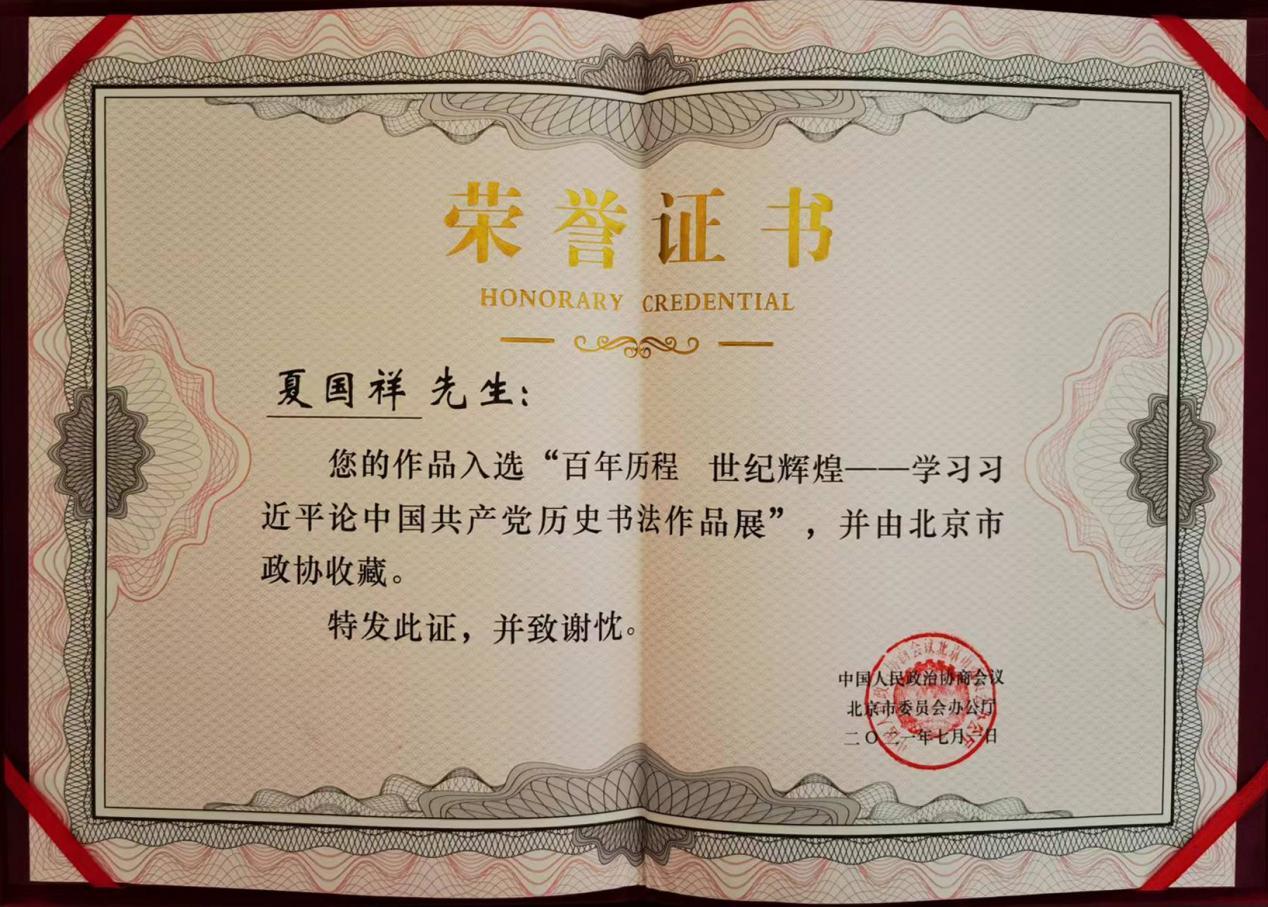 荣誉证书
HONORARY CREDENTIAL
夏国祥 先生：
您的作品入选“百年历程 世纪辉煌——学习习
近平论中国共产党历史书法作品展”，并由北京市
政协收藏。
特发此证，并致谢忱。
中国人民政治协商会议
北京市委员会办公厅
二〇二一年七月一日